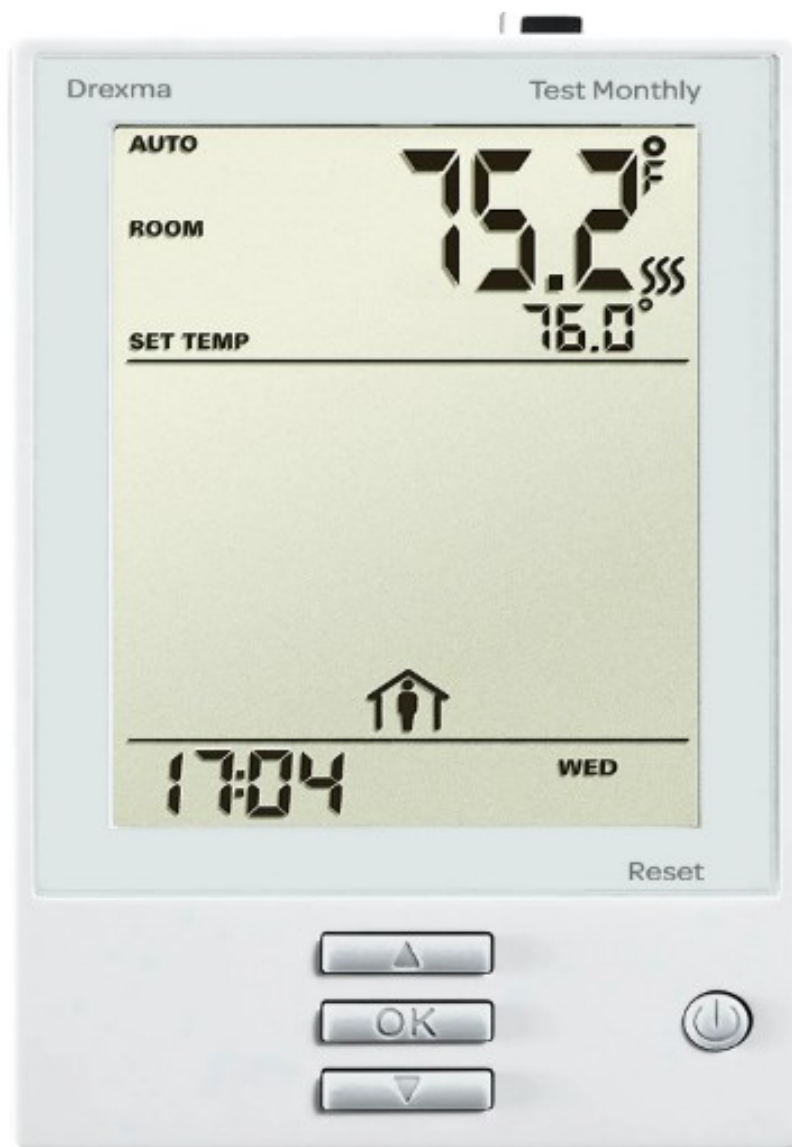 Drexma Test Monthly
AUTO 75.2°F
ROOM
SET TEMP 76.0°
17:04 WED
Reset
OK